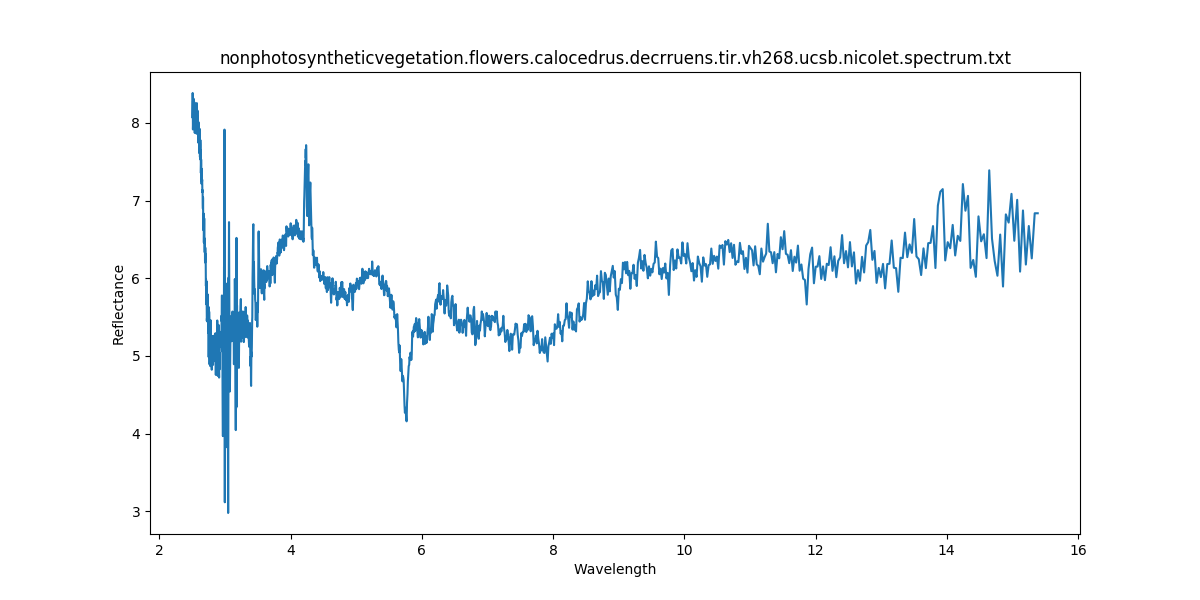 nonphotosyntheticvegetation.flowers.calocedrus.decrruens.tir.vh268.ucsb.nicolet.spectrum.txt
8
7
6
5
4
3
Reflectance
2 4 6 8 10 12 14 16
Wavelength